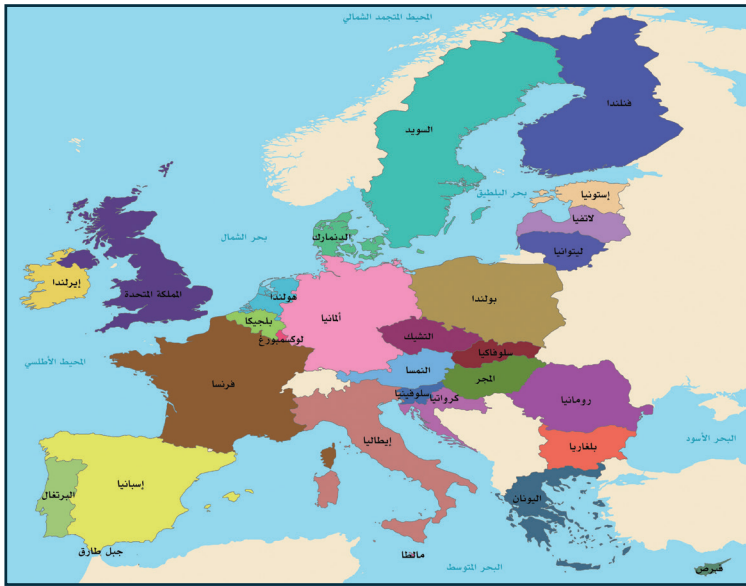 المحيط المتجمد الشمالي
فنلندا
السويد
بحر البلطيق
إستونيا
لاتفيا
ليتوانيا
بحر الشمال
الدنمارك
إيرلندا
المملكة المتحدة
هولندا
بلجيكا
لوكسمبورغ
ألمانيا
بولندا
التشيك
سلوفاكيا
النمسا
المجر
سلوفينيا
كرواتيا
رومانيا
بلغاريا
المحيط الأطلسي
فرنسا
إيطاليا
البحر الأسود
إسبانيا
البرتغال
جبل طارق
اليونان
مالطا
البحر المتوسط
قبرص